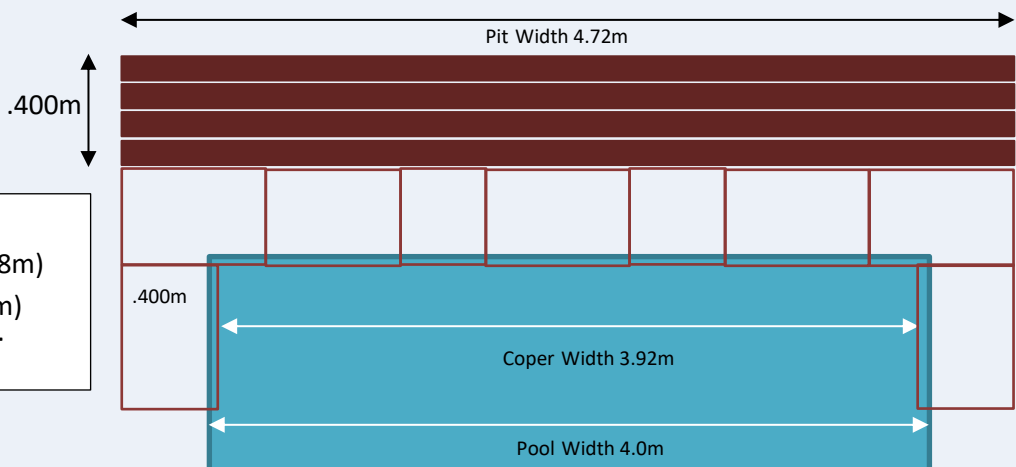 Pit Width 4.72m
.400m
8m)
m)
.400m
Coper Width 3.92m
Pool Width 4.0m